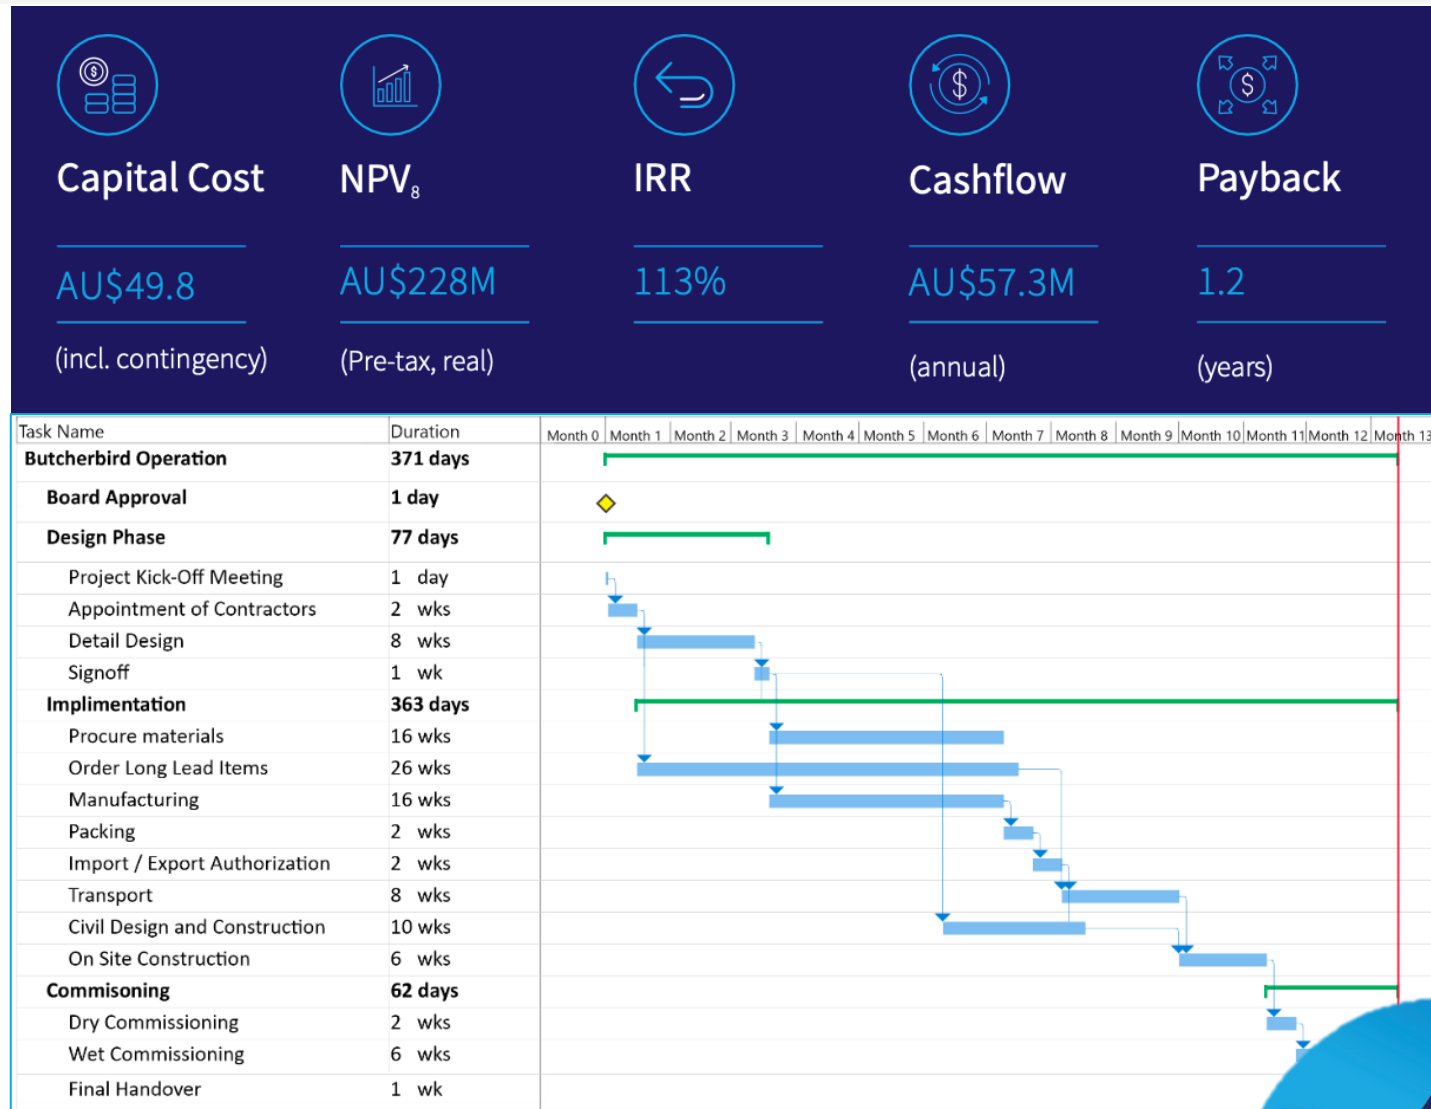 Capital Cost NPV8 IRR Cashflow Payback
AU$49.8 AU$228M 113% AU$57.3M 1.2
(incl. contingency) (Pre-tax, real) (annual) (years)
Task Name Duration Month 0 Month 1 Month 2 Month 3 Month 4 Month 5 Month 6 Month 7 Month 8 Month 9 Month 10 Month 11 Month 12 Month 13
Butcherbird Operation 371 days
Board Approval 1 day
Design Phase 77 days
Project Kick-Off Meeting 1 day
Appointment of Contractors 2 wks
Detail Design 8 wks
Signoff 1 wk
Implimentation 363 days
Procure materials 16 wks
Order Long Lead Items 26 wks
Manufacturing 16 wks
Packing 2 wks
Import / Export Authorization 2 wks
Transport 8 wks
Civil Design and Construction 10 wks
On Site Construction 6 wks
Commisoning 62 days
Dry Commissioning 2 wks
Wet Commissioning 6 wks
Final Handover 1 wk